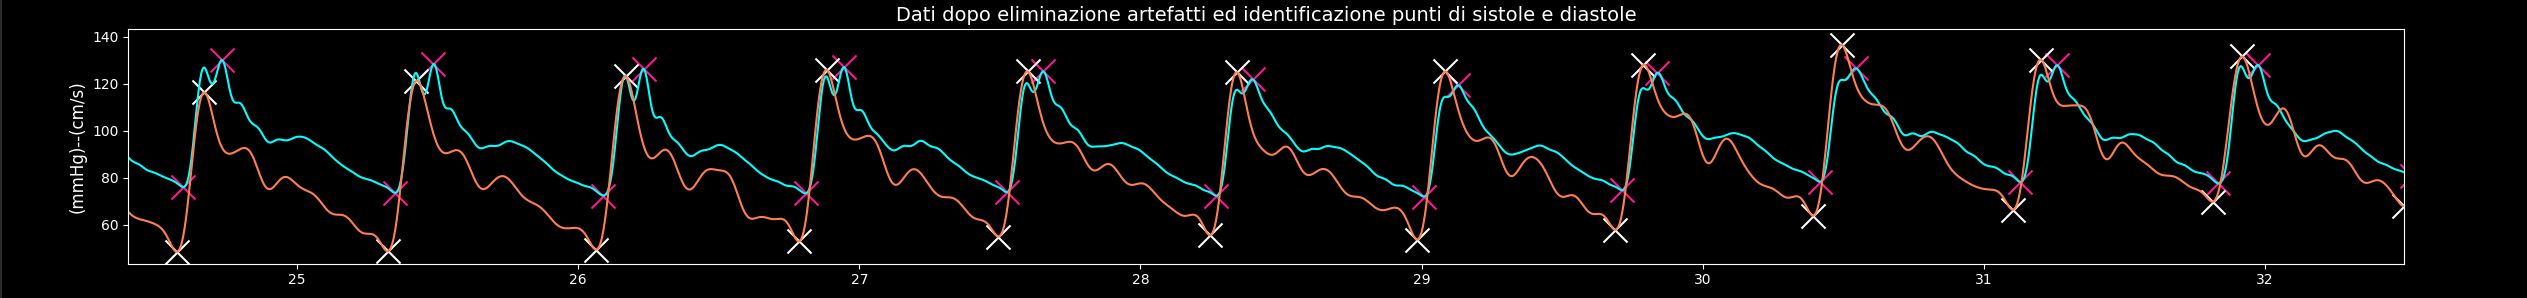 Dati dopo eliminazione artefatti ed identificazione punti di sistole e diastole
(mmHg)--(cm/s)
140
120
100
80
60
25 26 27 28 29 30 31 32